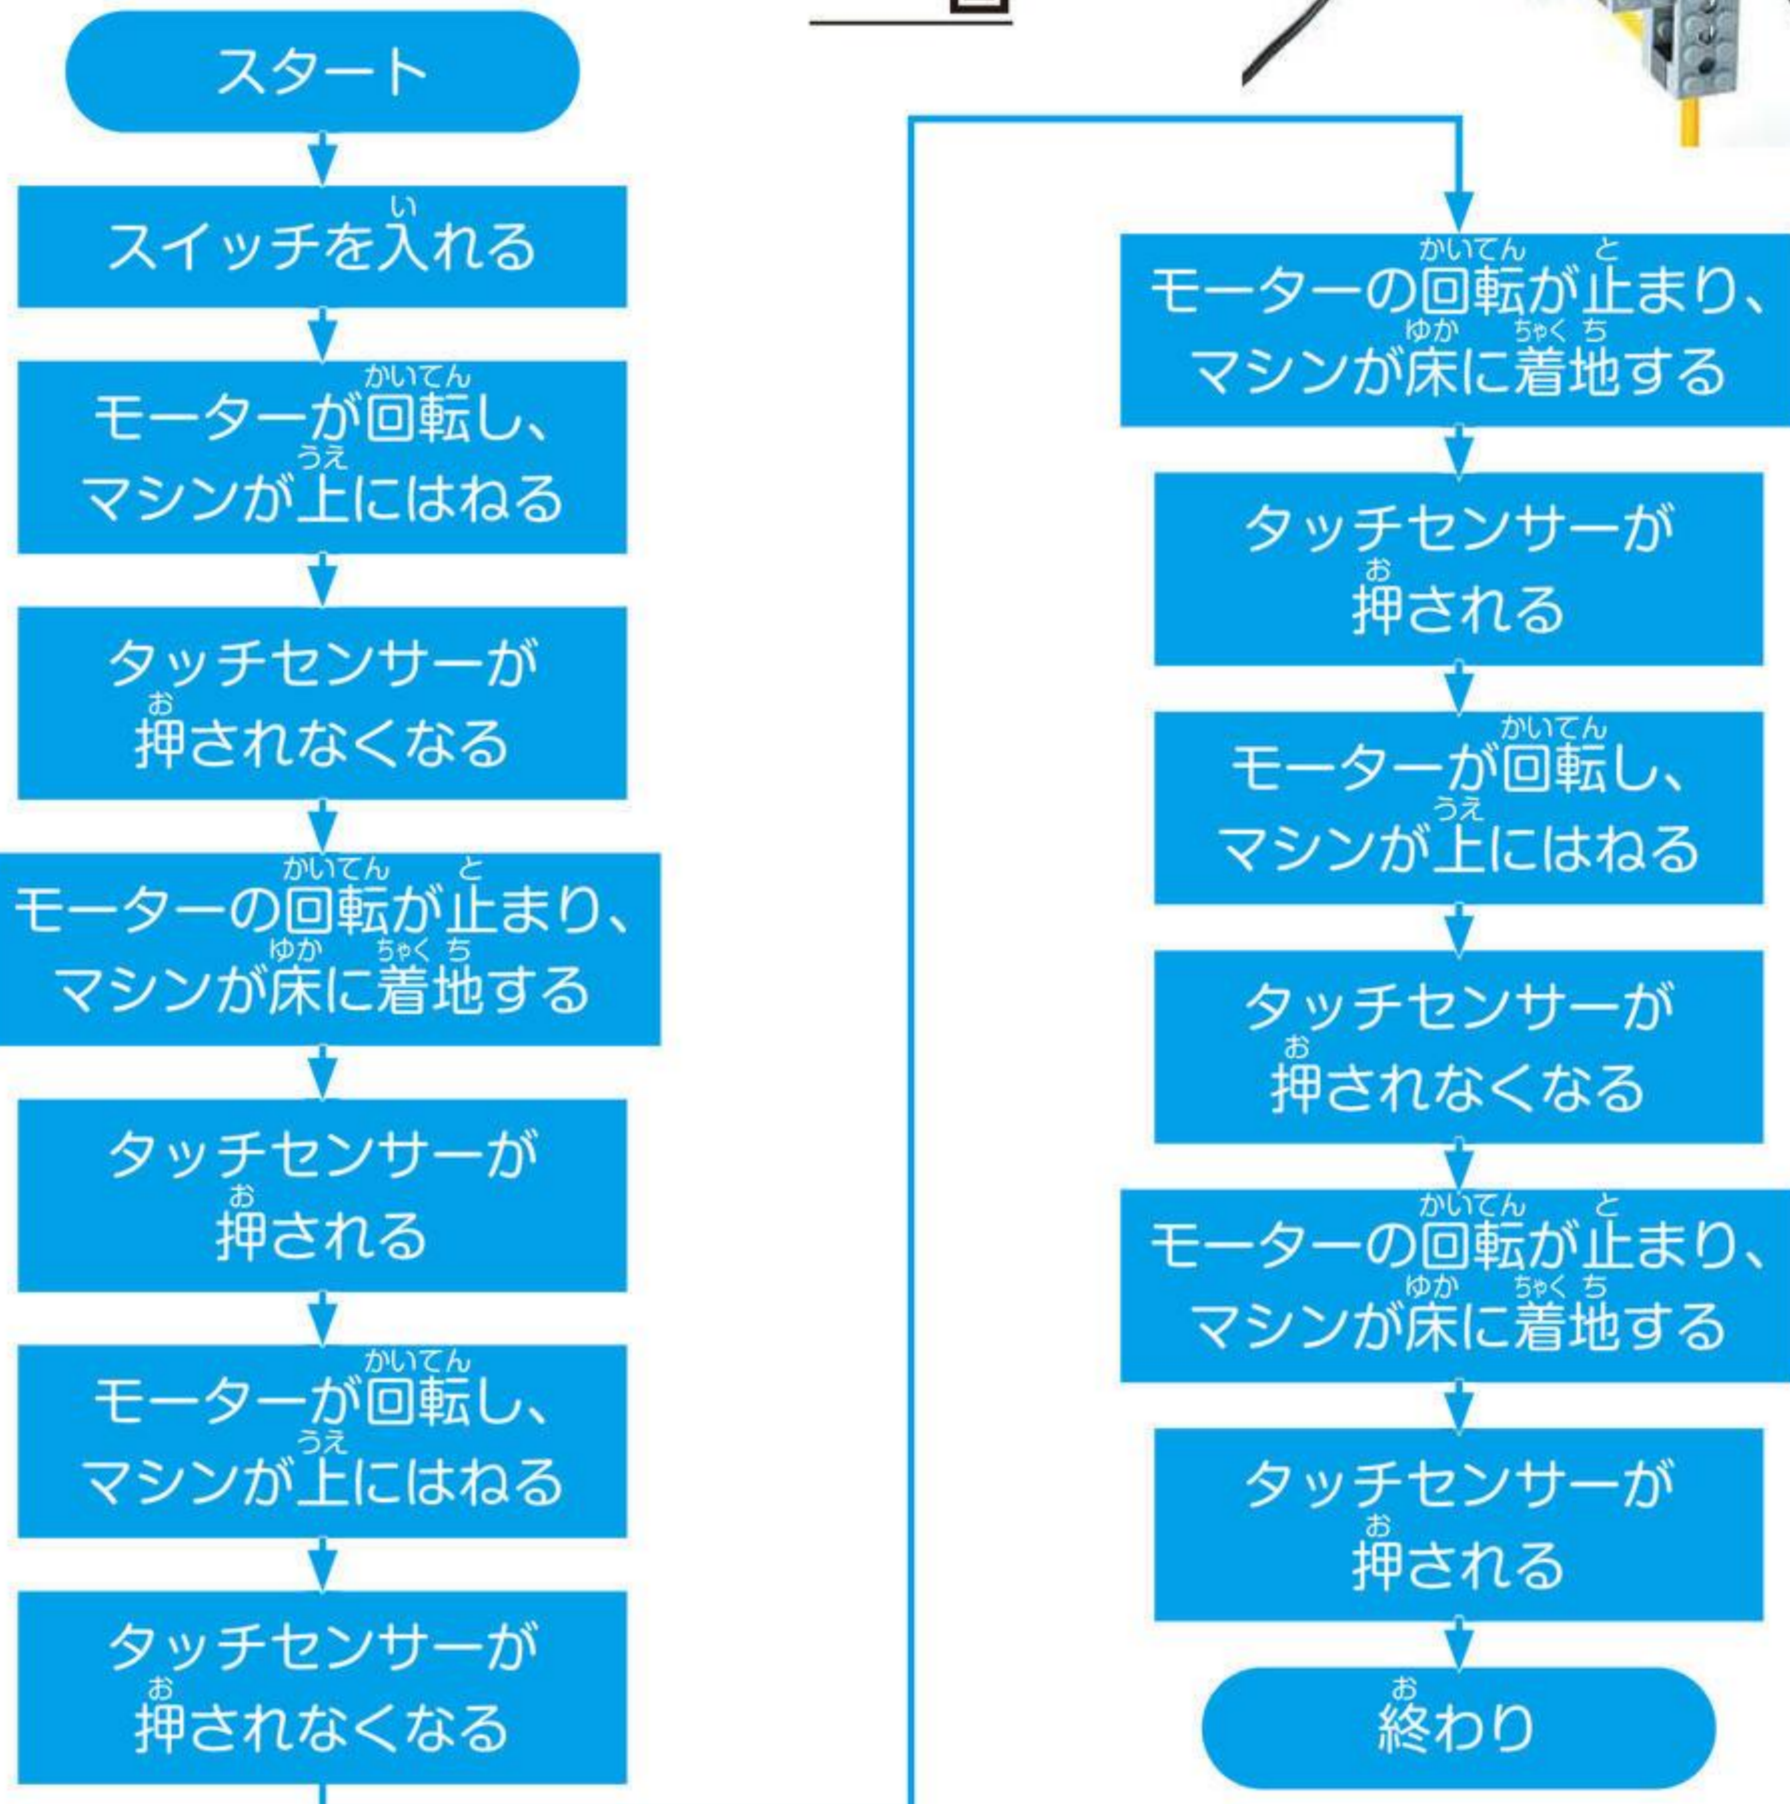 スタート
スイッチを入れる
モーターが回転し、
マシンが上にはねる
タッチセンサーが
押されなくなる
モーターの回転が止まり、
マシンが床に着地する
タッチセンサーが
押される
モーターが回転し、
マシンが上にはねる
タッチセンサーが
押されなくなる
モーターの回転が止まり、
マシンが床に着地する
タッチセンサーが
押される
モーターが回転し、
マシンが上にはねる
タッチセンサーが
押されなくなる
モーターの回転が止まり、
マシンが床に着地する
タッチセンサーが
押される
終わり